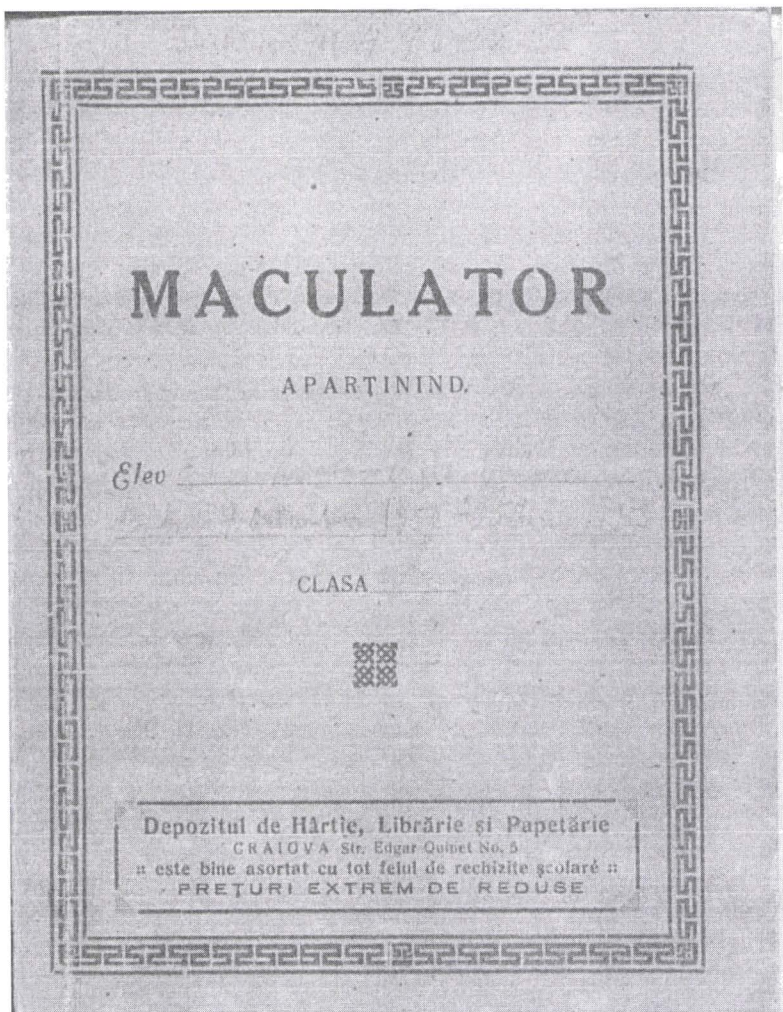 MACULATOR
APARȚININD.
Elev
CLASA
Depozitul de Hârtie, Librărie și Papetărie
CRAIOVA Str. Edgar Quinet No. 5
:: este bine asortat cu tot felul de rechizite școlare ::
PREȚURI EXTREM DE REDUSE